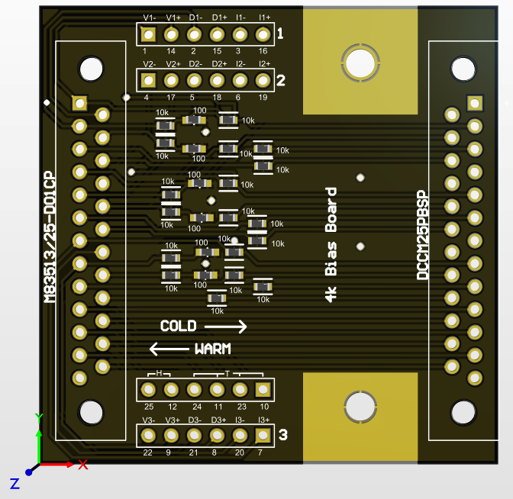 V1- V1+ D1- D1+ I1- I1+
1
1 14 2 15 3 16
V2- V2+ D2- D2+ I2- I2+
2
4 17 5 18 6 19
10k 100 10k
10k 100 10k 10k
10k 100 10k
10k 100 10k 10k
10k 100 10k 10k
10k 100 10k
10k 10k
M83513/25-D01CP
4k Bias Board
DCCM25PBSP
COLD
WARM
H T
25 12 24 11 23 10
V3- V3+ D3- D3+ I3- I3+
3
22 9 21 8 20 7
Y
X
Z